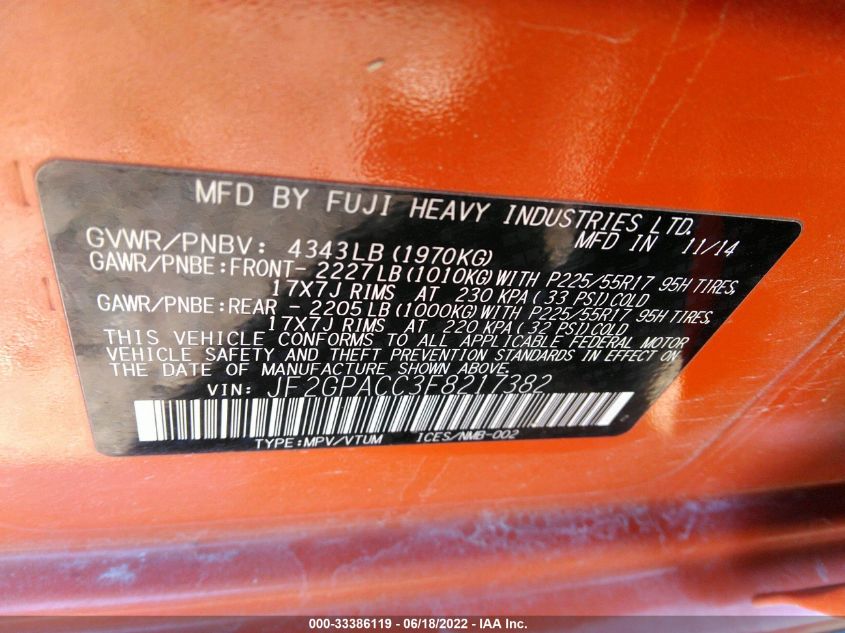 MFD BY FUJI HEAVY INDUSTRIES LTD.
MFD IN 11/14
GVWR/PNBV: 4343LB(1970KG)
GAWR/PNBE:FRONT- 2227LB(1010KG)WITH P225/55R17 95H TIRES,
17X7J RIMS AT 230 KPA(33 PSI)COLD
GAWR/PNBE:REAR - 2205LB(1000KG)WITH P225/55R17 95H TIRES,
17X7J RIMS AT 220 KPA(32 PSI)COLD
THIS VEHICLE CONFORMS TO ALL APPLICABLE FEDERAL MOTOR
VEHICLE SAFETY AND THEFT PREVENTION STANDARDS IN EFFECT ON
THE DATE OF MANUFACTURE SHOWN ABOVE.
VIN: JF2GPACC3F8217382
TYPE:MPV/VTUM ICES/NMB-002
000-33386119 - 06/18/2022 - IAA Inc.